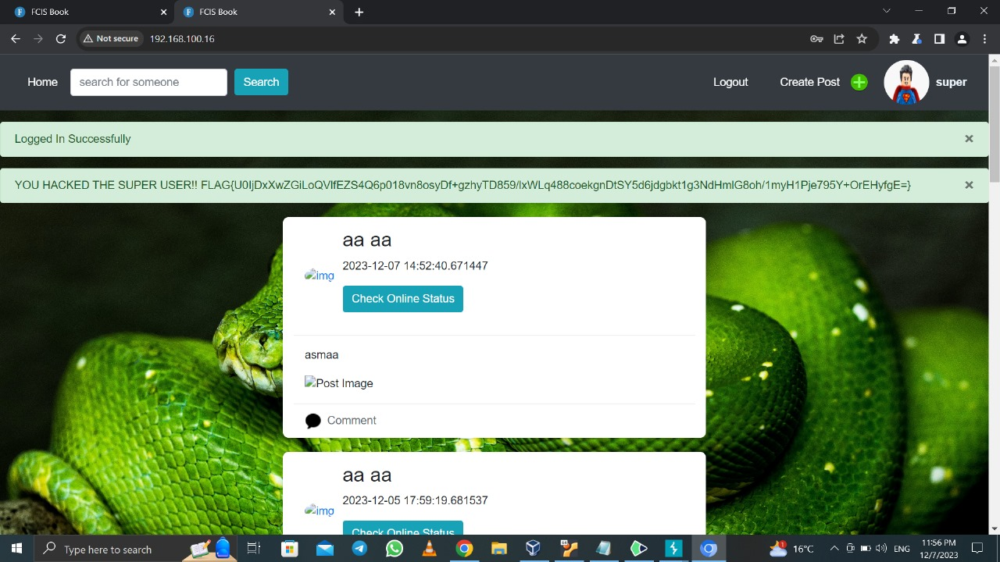 FCIS Book
FCIS Book
Not secure 192.168.100.16
Home search for someone Search Logout Create Post super
Logged In Successfully
YOU HACKED THE SUPER USER!! FLAG{U0IjDxXwZGiLoQVlfEZS4Q6p018vn8osyDf+gzhyTD859/lxWLq488coekgnDtSY5d6jdgbkt1g3NdHmlG8oh/1myH1Pje795Y+OrEHyfgE=}
aa aa
2023-12-07 14:52:40.671447
img
Check Online Status
asmaa
Post Image
Comment
aa aa
2023-12-05 17:59:19.681537
img
Check Online Status
Type here to search
1
16°C
ENG
11:56 PM
12/7/2023